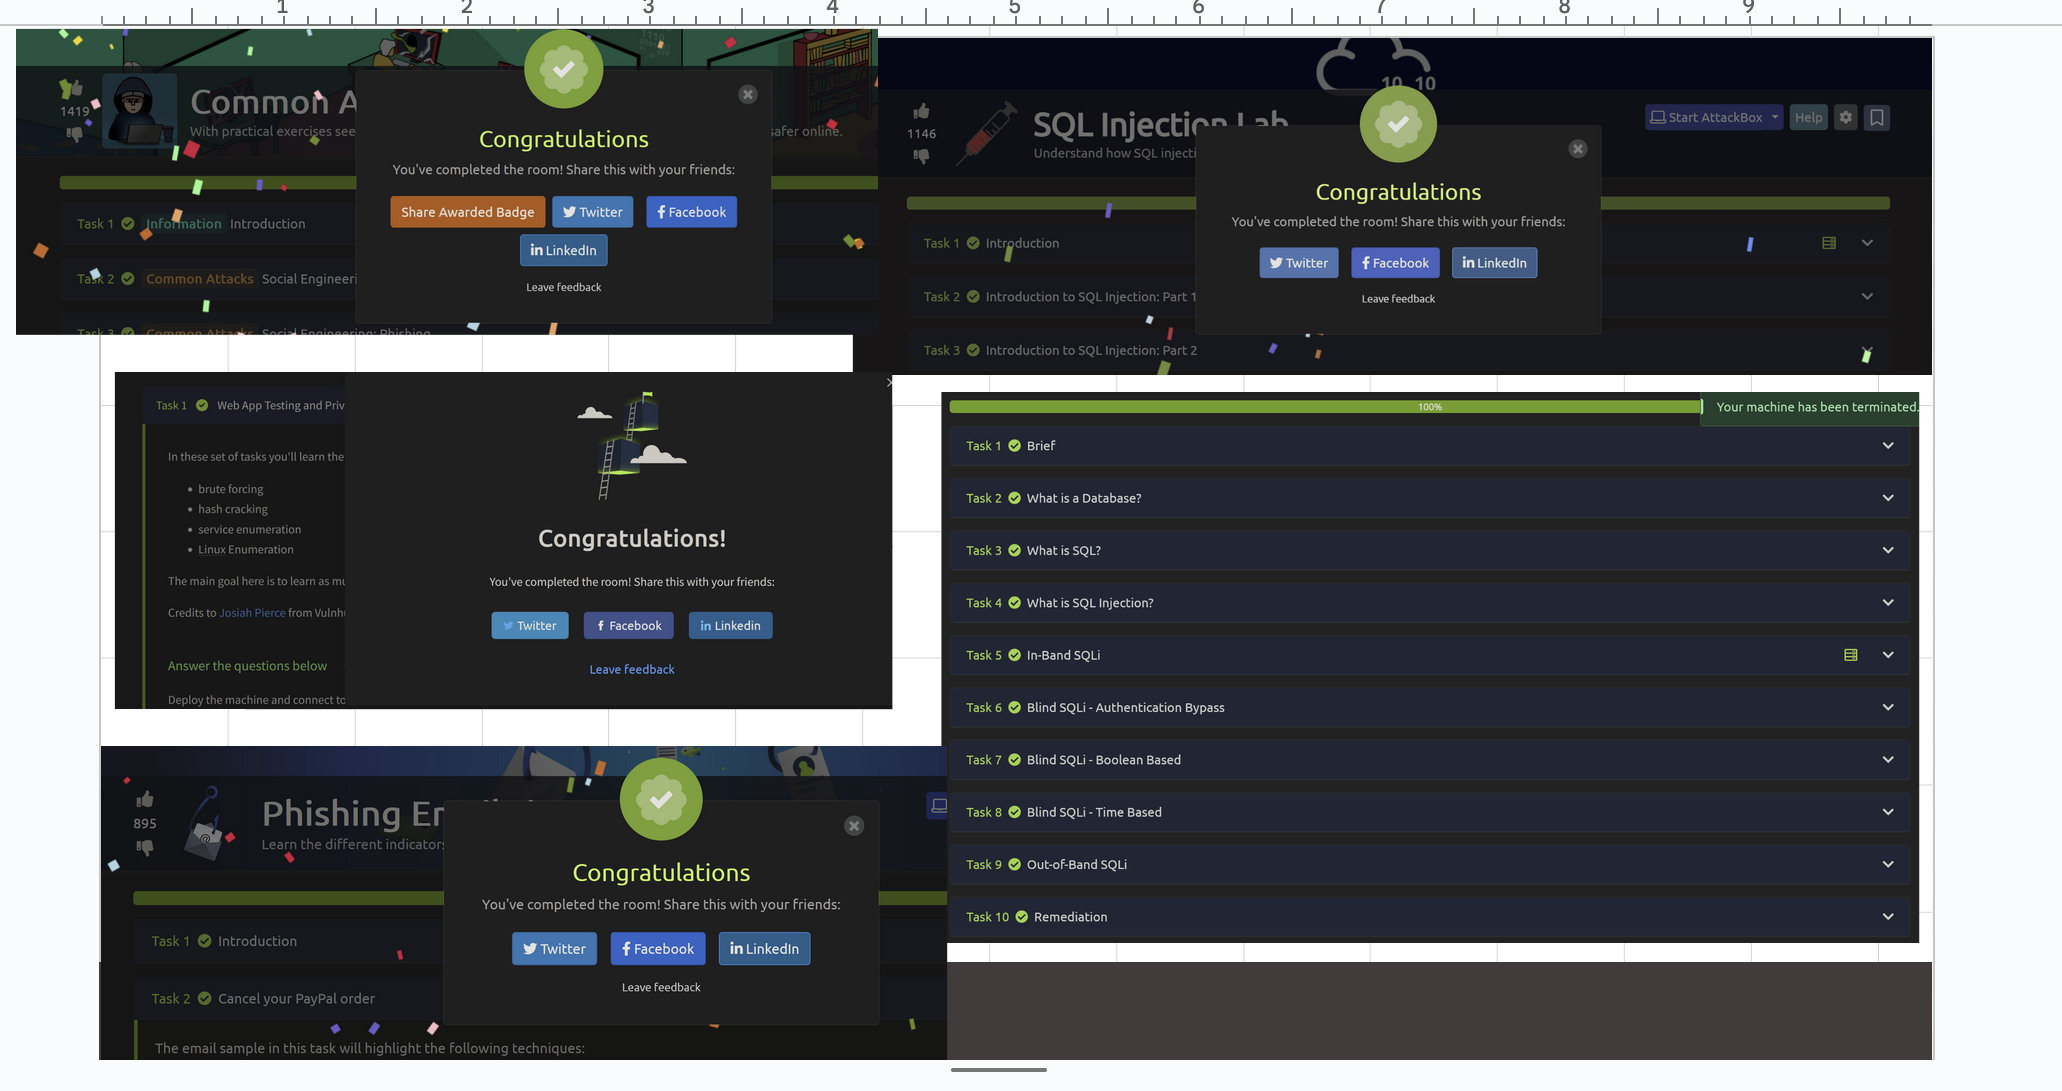 1 2 3 4 5 6 7 8 9
1419
Common A
With practical exercises see
safer online.
Congratulations
You've completed the room! Share this with your friends:
Share Awarded Badge Twitter Facebook
LinkedIn
Leave feedback
Task 1 Information Introduction
Task 2 Common Attacks Social Engineeri
Task 3 Common Attacks Social Engineering: Phishing
10 10
1146
SQL Injection Lab
Understand how SQL injecti
Start AttackBox Help
Congratulations
You've completed the room! Share this with your friends:
Twitter Facebook LinkedIn
Leave feedback
Task 1 Introduction
Task 2 Introduction to SQL Injection: Part 1
Task 3 Introduction to SQL Injection: Part 2
Task 1 Web App Testing and Priv
In these set of tasks you'll learn the
• brute forcing
• hash cracking
• service enumeration
• Linux Enumeration
The main goal here is to learn as mu
Credits to Josiah Pierce from Vulnh
Answer the questions below
Deploy the machine and connect to
Congratulations!
You've completed the room! Share this with your friends:
Twitter Facebook Linkedin
Leave feedback
100%
Your machine has been terminated.
Task 1 Brief
Task 2 What is a Database?
Task 3 What is SQL?
Task 4 What is SQL Injection?
Task 5 In-Band SQLi
Task 6 Blind SQLi - Authentication Bypass
Task 7 Blind SQLi - Boolean Based
Task 8 Blind SQLi - Time Based
Task 9 Out-of-Band SQLi
Task 10 Remediation
895
Phishing Em
Learn the different indicators
Congratulations
You've completed the room! Share this with your friends:
Twitter Facebook LinkedIn
Leave feedback
Task 1 Introduction
Task 2 Cancel your PayPal order
The email sample in this task will highlight the following techniques: